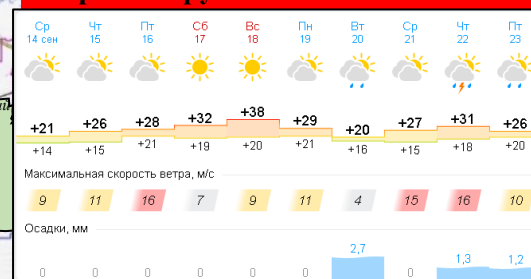 Ср Чт Пт Сб Вс Пн Вт Ср Чт Пт
14 сен 15 16 17 18 19 20 21 22 23
+21 +26 +28 +32 +38 +29 +20 +27 +31 +26
+14 +15 +21 +19 +20 +21 +16 +15 +18 +20
Максимальная скорость ветра, м/с
9 11 16 7 9 11 4 15 16 10
Осадки, мм
0 0 0 0 0 0 2,7 0 1,3 1,2